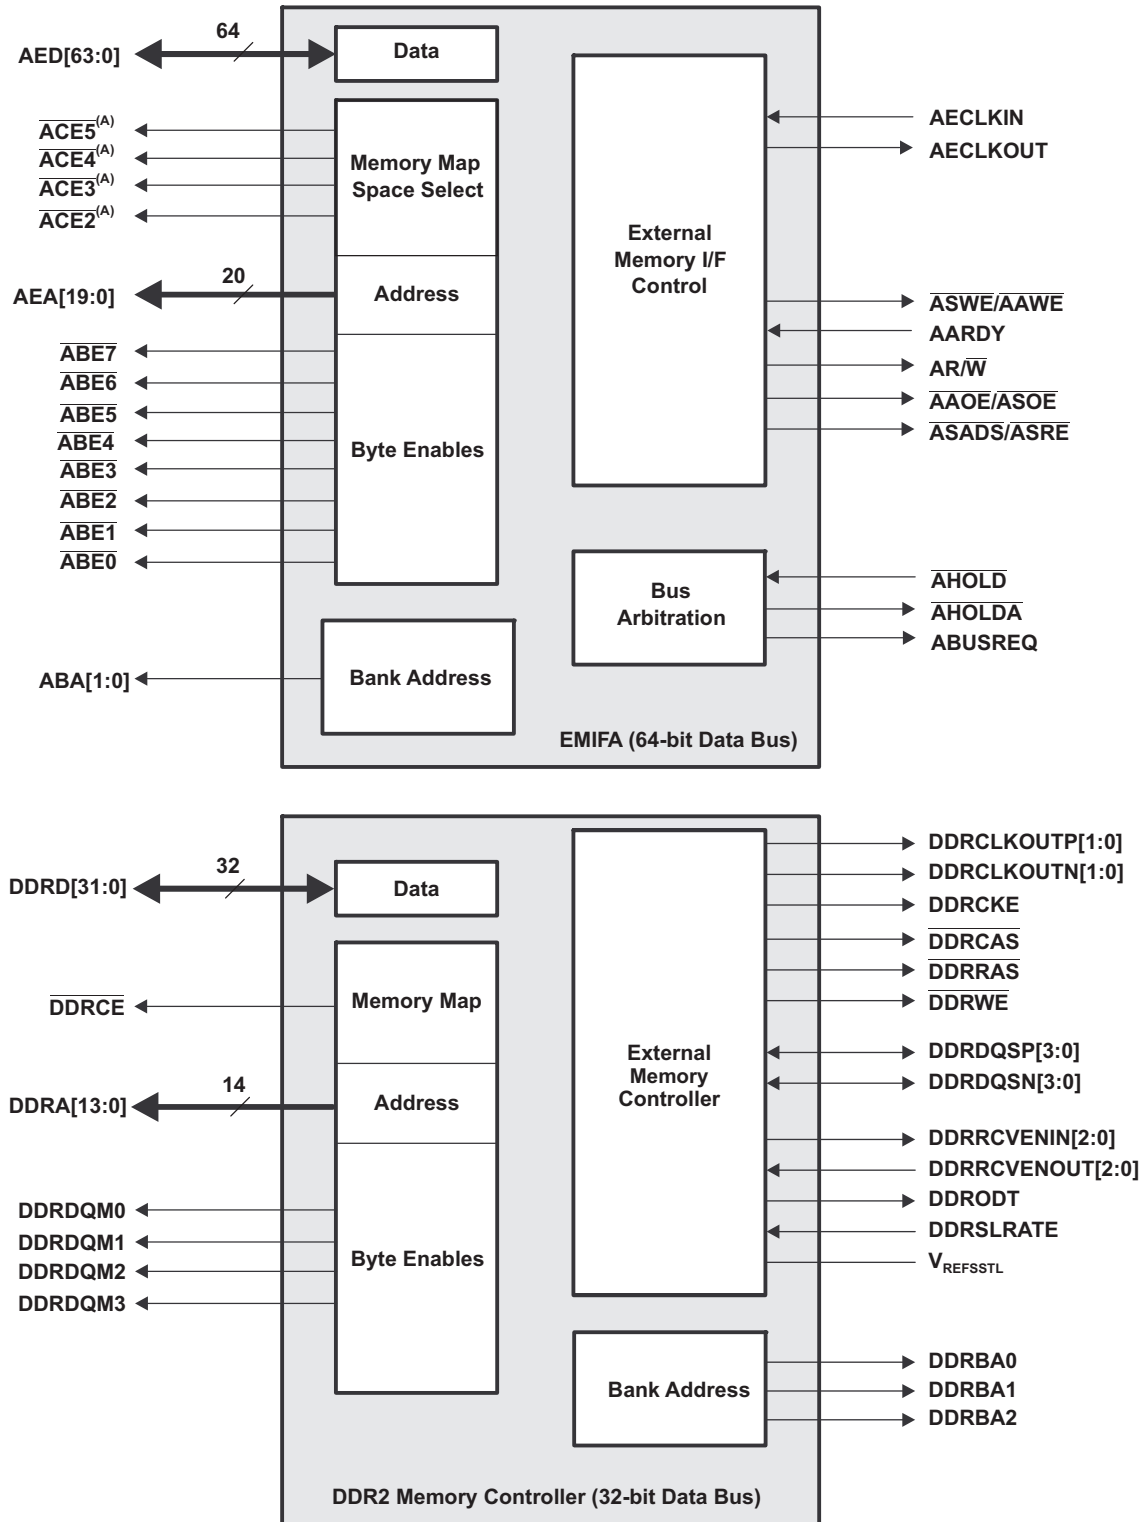 64
AED[63:0]
Data
ACE5(A)
ACE4(A)
ACE3(A)
ACE2(A)
Memory Map
Space Select
20
AEA[19:0]
Address
ABE7
ABE6
ABE5
ABE4
ABE3
ABE2
ABE1
ABE0
Byte Enables
ABA[1:0]
Bank Address
External
Memory I/F
Control
AECLKIN
AECLKOUT
ASWE/AAWE
AARDY
AR/W
AAOE/ASOE
ASADS/ASRE
Bus
Arbitration
AHOLD
AHOLDA
ABUSREQ
EMIFA (64-bit Data Bus)
32
DDRD[31:0]
Data
DDRCE
Memory Map
14
DDRA[13:0]
Address
DDRDQM0
DDRDQM1
DDRDQM2
DDRDQM3
Byte Enables
External
Memory
Controller
DDRCLKOUTP[1:0]
DDRCLKOUTN[1:0]
DDRCKE
DDRCAS
DDRRAS
DDRWE
DDRDQSP[3:0]
DDRDQSN[3:0]
DDRRCVENIN[2:0]
DDRRCVENOUT[2:0]
DDRODT
DDRSLRATE
VREFSSTL
Bank Address
DDRBA0
DDRBA1
DDRBA2
DDR2 Memory Controller (32-bit Data Bus)